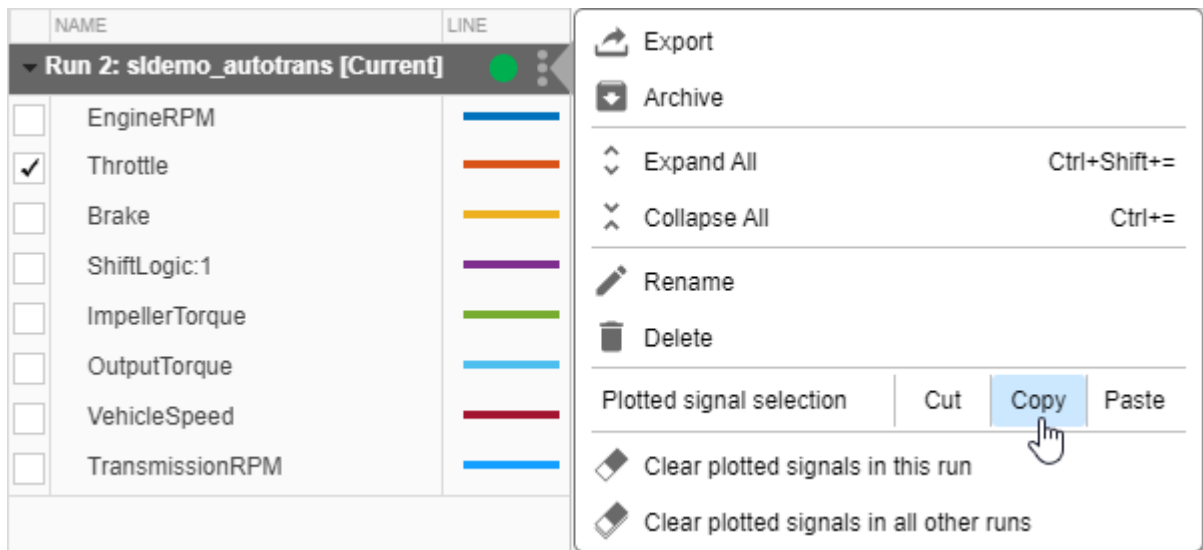 NAME LINE
Run 2: sldemo_autotrans [Current]
EngineRPM
Throttle
Brake
ShiftLogic:1
ImpellerTorque
OutputTorque
VehicleSpeed
TransmissionRPM
Export
Archive
Expand All Ctrl+Shift+=
Collapse All Ctrl+=
Rename
Delete
Plotted signal selection Cut Copy Paste
Clear plotted signals in this run
Clear plotted signals in all other runs